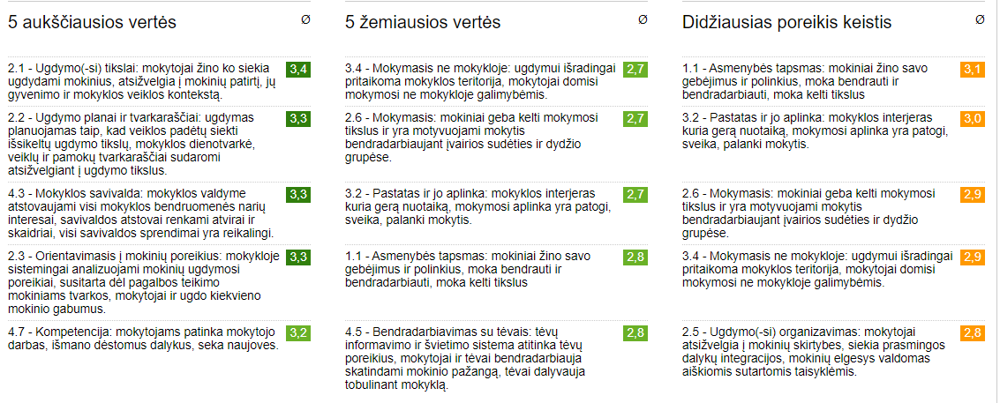 5 aukščiausios vertės Ø
2.1 - Ugdymo(-si) tikslai: mokytojai žino ko siekia 3,4
ugdydami mokinius, atsižvelgia į mokinių patirtį, jų
gyvenimo ir mokyklos veiklos kontekstą.
2.2 - Ugdymo planai ir tvarkaraščiai: ugdymas 3,3
planuojamas taip, kad veiklos padėtų siekti
išsikeltų ugdymo tikslų, mokyklos dienotvarkė,
veiklų ir pamokų tvarkaraščiai sudaromi
atsižvelgiant į ugdymo tikslus.
4.3 - Mokyklos savivalda: mokyklos valdyme 3,3
atstovaujami visi mokyklos bendruomenės narių
interesai, savivaldos atstovai renkami atvirai ir
skaidriai, visi savivaldos sprendimai yra reikalingi.
2.3 - Orientavimasis į mokinių poreikius: mokykloje 3,3
sistemingai analizuojami mokinių ugdymosi
poreikiai, susitarta dėl pagalbos teikimo
mokiniams tvarkos, mokytojai ir ugdo kiekvieno
mokinio gabumus.
4.7 - Kompetencija: mokytojams patinka mokytojo 3,2
darbas, išmano dėstomus dalykus, seka naujoves.
5 žemiausios vertės Ø
3.4 - Mokymasis ne mokykloje: ugdymui išradingai 2,7
pritaikoma mokyklos teritorija, mokytojai domisi
mokymosi ne mokykloje galimybėmis.
2.6 - Mokymasis: mokiniai geba kelti mokymosi 2,7
tikslus ir yra motyvuojami mokytis
bendradarbiaujant įvairios sudėties ir dydžio
grupėse.
3.2 - Pastatas ir jo aplinka: mokyklos interjeras 2,7
kuria gerą nuotaiką, mokymosi aplinka yra patogi,
sveika, palanki mokytis.
1.1 - Asmenybės tapsmas: mokiniai žino savo 2,8
gebėjimus ir polinkius, moka bendrauti ir
bendradarbiauti, moka kelti tikslus
4.5 - Bendradarbiavimas su tėvais: tėvų 2,8
informavimo ir švietimo sistema atitinka tėvų
poreikius, mokytojai ir tėvai bendradarbiauja
skatindami mokinio pažangą, tėvai dalyvauja
tobulinant mokyklą.
Didžiausias poreikis keistis Ø
1.1 - Asmenybės tapsmas: mokiniai žino savo 3,1
gebėjimus ir polinkius, moka bendrauti ir
bendradarbiauti, moka kelti tikslus
3.2 - Pastatas ir jo aplinka: mokyklos interjeras 3,0
kuria gerą nuotaiką, mokymosi aplinka yra patogi,
sveika, palanki mokytis.
2.6 - Mokymasis: mokiniai geba kelti mokymosi 2,9
tikslus ir yra motyvuojami mokytis
bendradarbiaujant įvairios sudėties ir dydžio
grupėse.
3.4 - Mokymasis ne mokykloje: ugdymui išradingai 2,9
pritaikoma mokyklos teritorija, mokytojai domisi
mokymosi ne mokykloje galimybėmis.
2.5 - Ugdymo(-si) organizavimas: mokytojai 2,8
atsižvelgia į mokinių skirtybes, siekia prasmingos
dalykų integracijos, mokinių elgesys valdomas
aiškiomis sutartomis taisyklėmis.